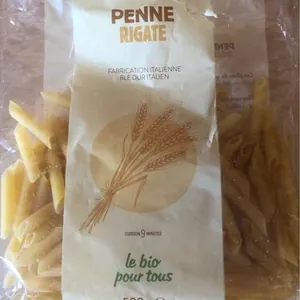 PENNE
RIGATE
FABRICATION ITALIENNE
BLÉ DUR ITALIEN
CUISSON 9 MINUTES
le bio
pour tous